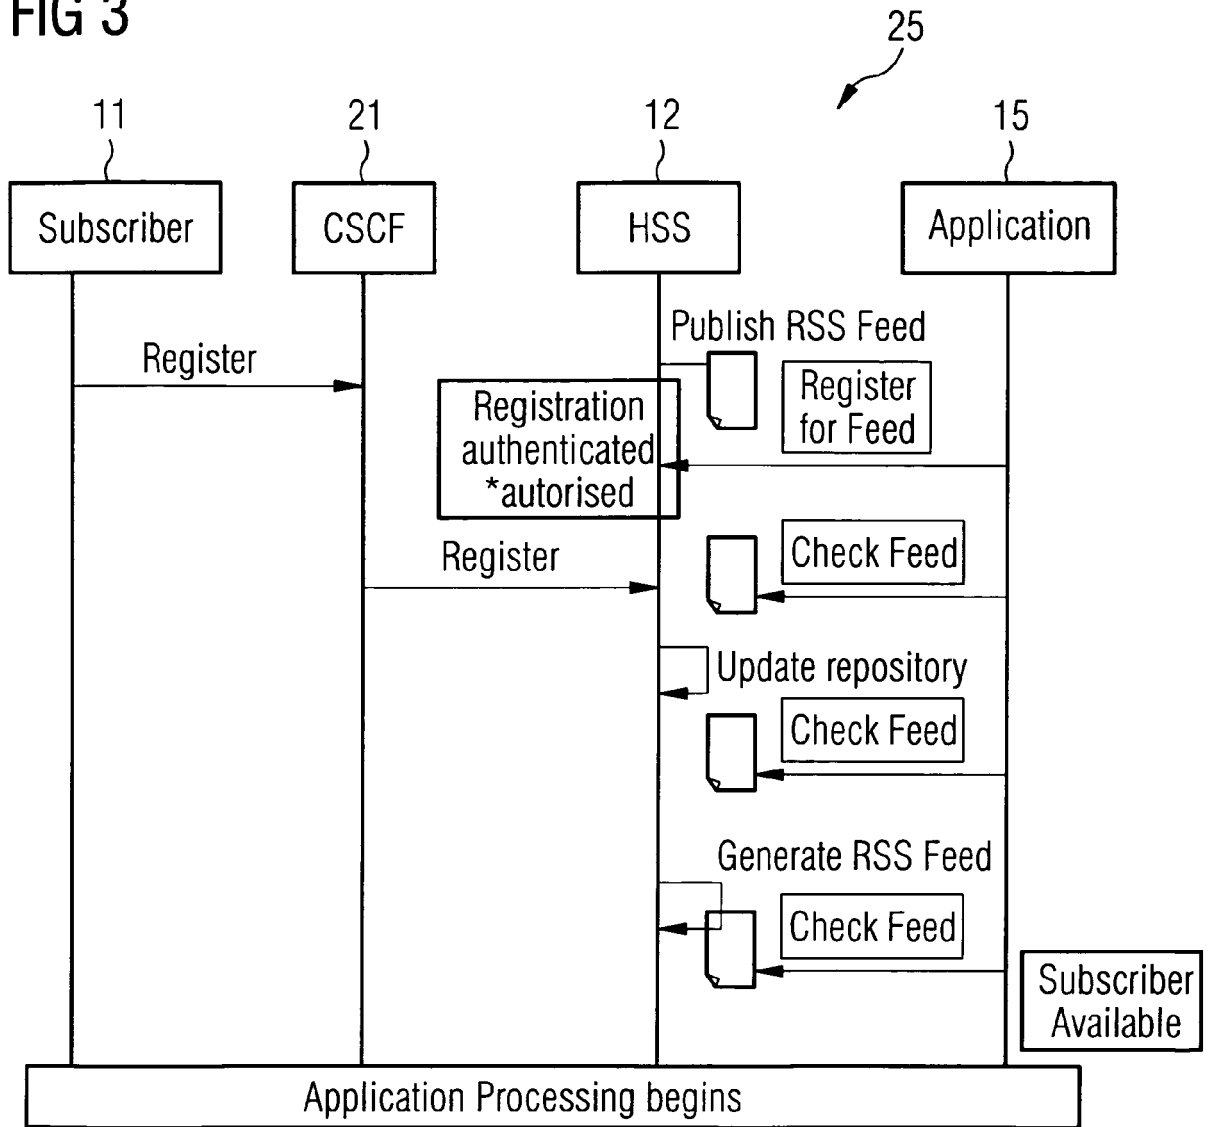 FIG 3
25
11
21
12
15
Subscriber
CSCF
HSS
Application
Publish RSS Feed
Register
Register
for Feed
Registration
authenticated
*autorised
Check Feed
Register
Update repository
Check Feed
Generate RSS Feed
Check Feed
Subscriber
Available
Application Processing begins